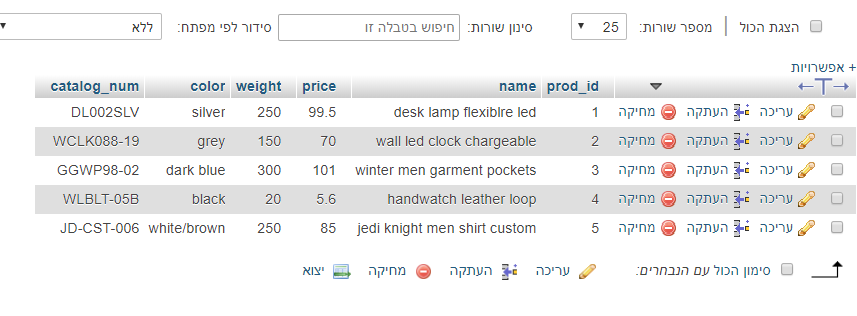 הצגת הכול | מספר שורות: 25 סינון שורות: חיפוש בטבלה זו סידור לפי מפתח: ללא
+ אפשרויות
prod_id name price weight color catalog_num
עריכה העתקה מחיקה 1 desk lamp flexiblre led 99.5 250 silver DL002SLV
עריכה העתקה מחיקה 2 wall led clock chargeable 70 150 grey WCLK088-19
עריכה העתקה מחיקה 3 winter men garment pockets 101 300 dark blue GGWP98-02
עריכה העתקה מחיקה 4 handwatch leather loop 5.6 20 black WLBLT-05B
עריכה העתקה מחיקה 5 jedi knight men shirt custom 85 250 white/brown JD-CST-006
סימון הכול עם הנבחרים: עריכה העתקה מחיקה יצוא